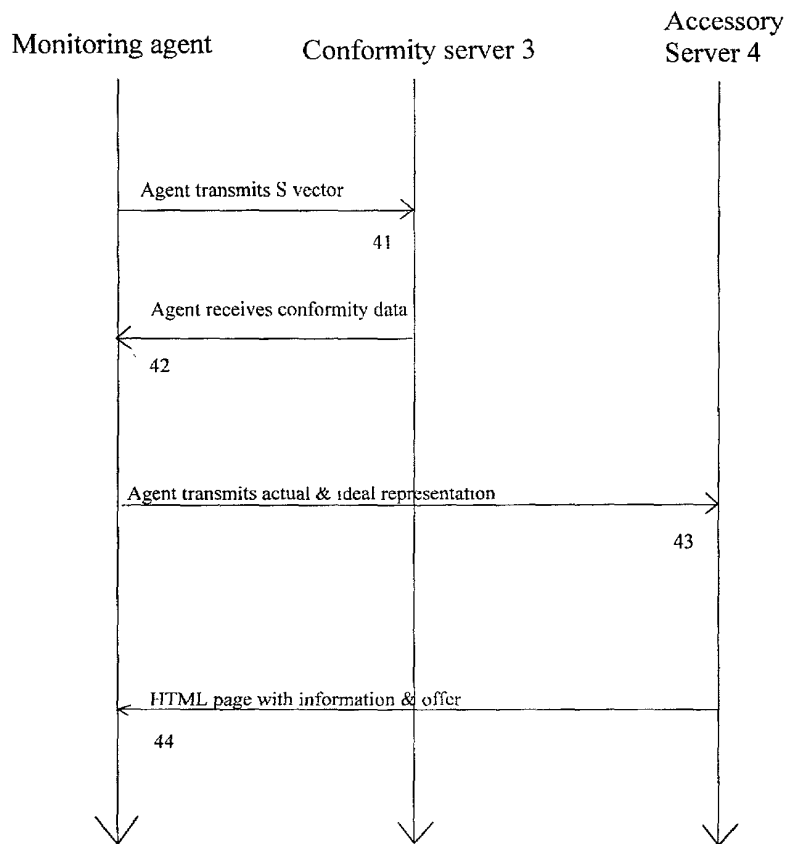 Monitoring agent
Conformity server 3
Accessory
Server 4
Agent transmits S vector
41
Agent receives conformity data
42
Agent transmits actual & ideal representation
43
HTML page with information & offer
44